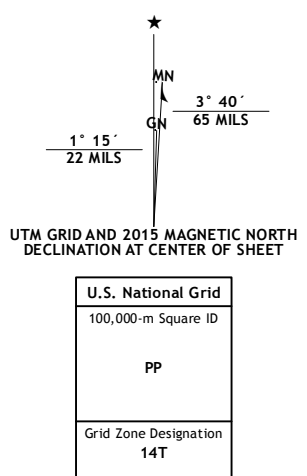 ★
MN
3° 40´
65 MILS
GN
1° 15´
22 MILS
UTM GRID AND 2015 MAGNETIC NORTH
DECLINATION AT CENTER OF SHEET
U.S. National Grid
100,000-m Square ID
PP
Grid Zone Designation
14T